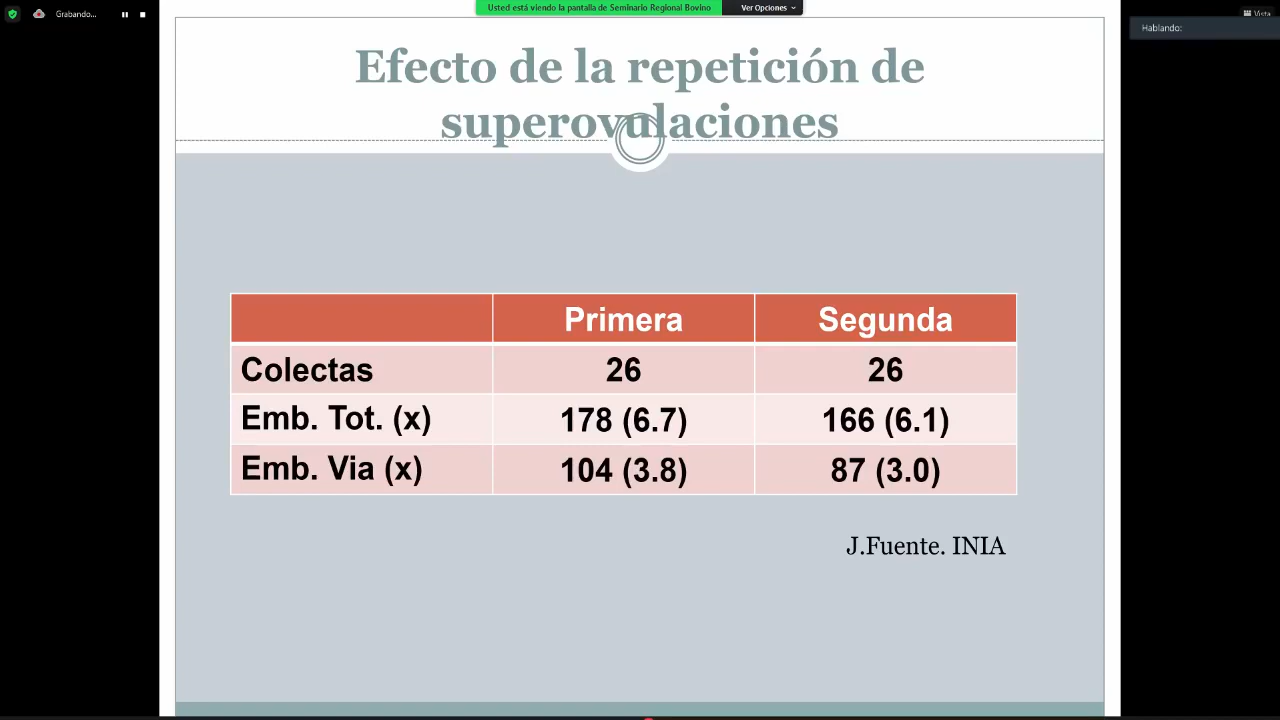 Grabando...
Usted está viendo la pantalla de Seminario Regional Bovino
Ver Opciones
Vista
Hablando:
Efecto de la repetición de
superovulaciones
Primera Segunda
Colectas 26 26
Emb. Tot. (x) 178 (6.7) 166 (6.1)
Emb. Via (x) 104 (3.8) 87 (3.0)
J.Fuente. INIA